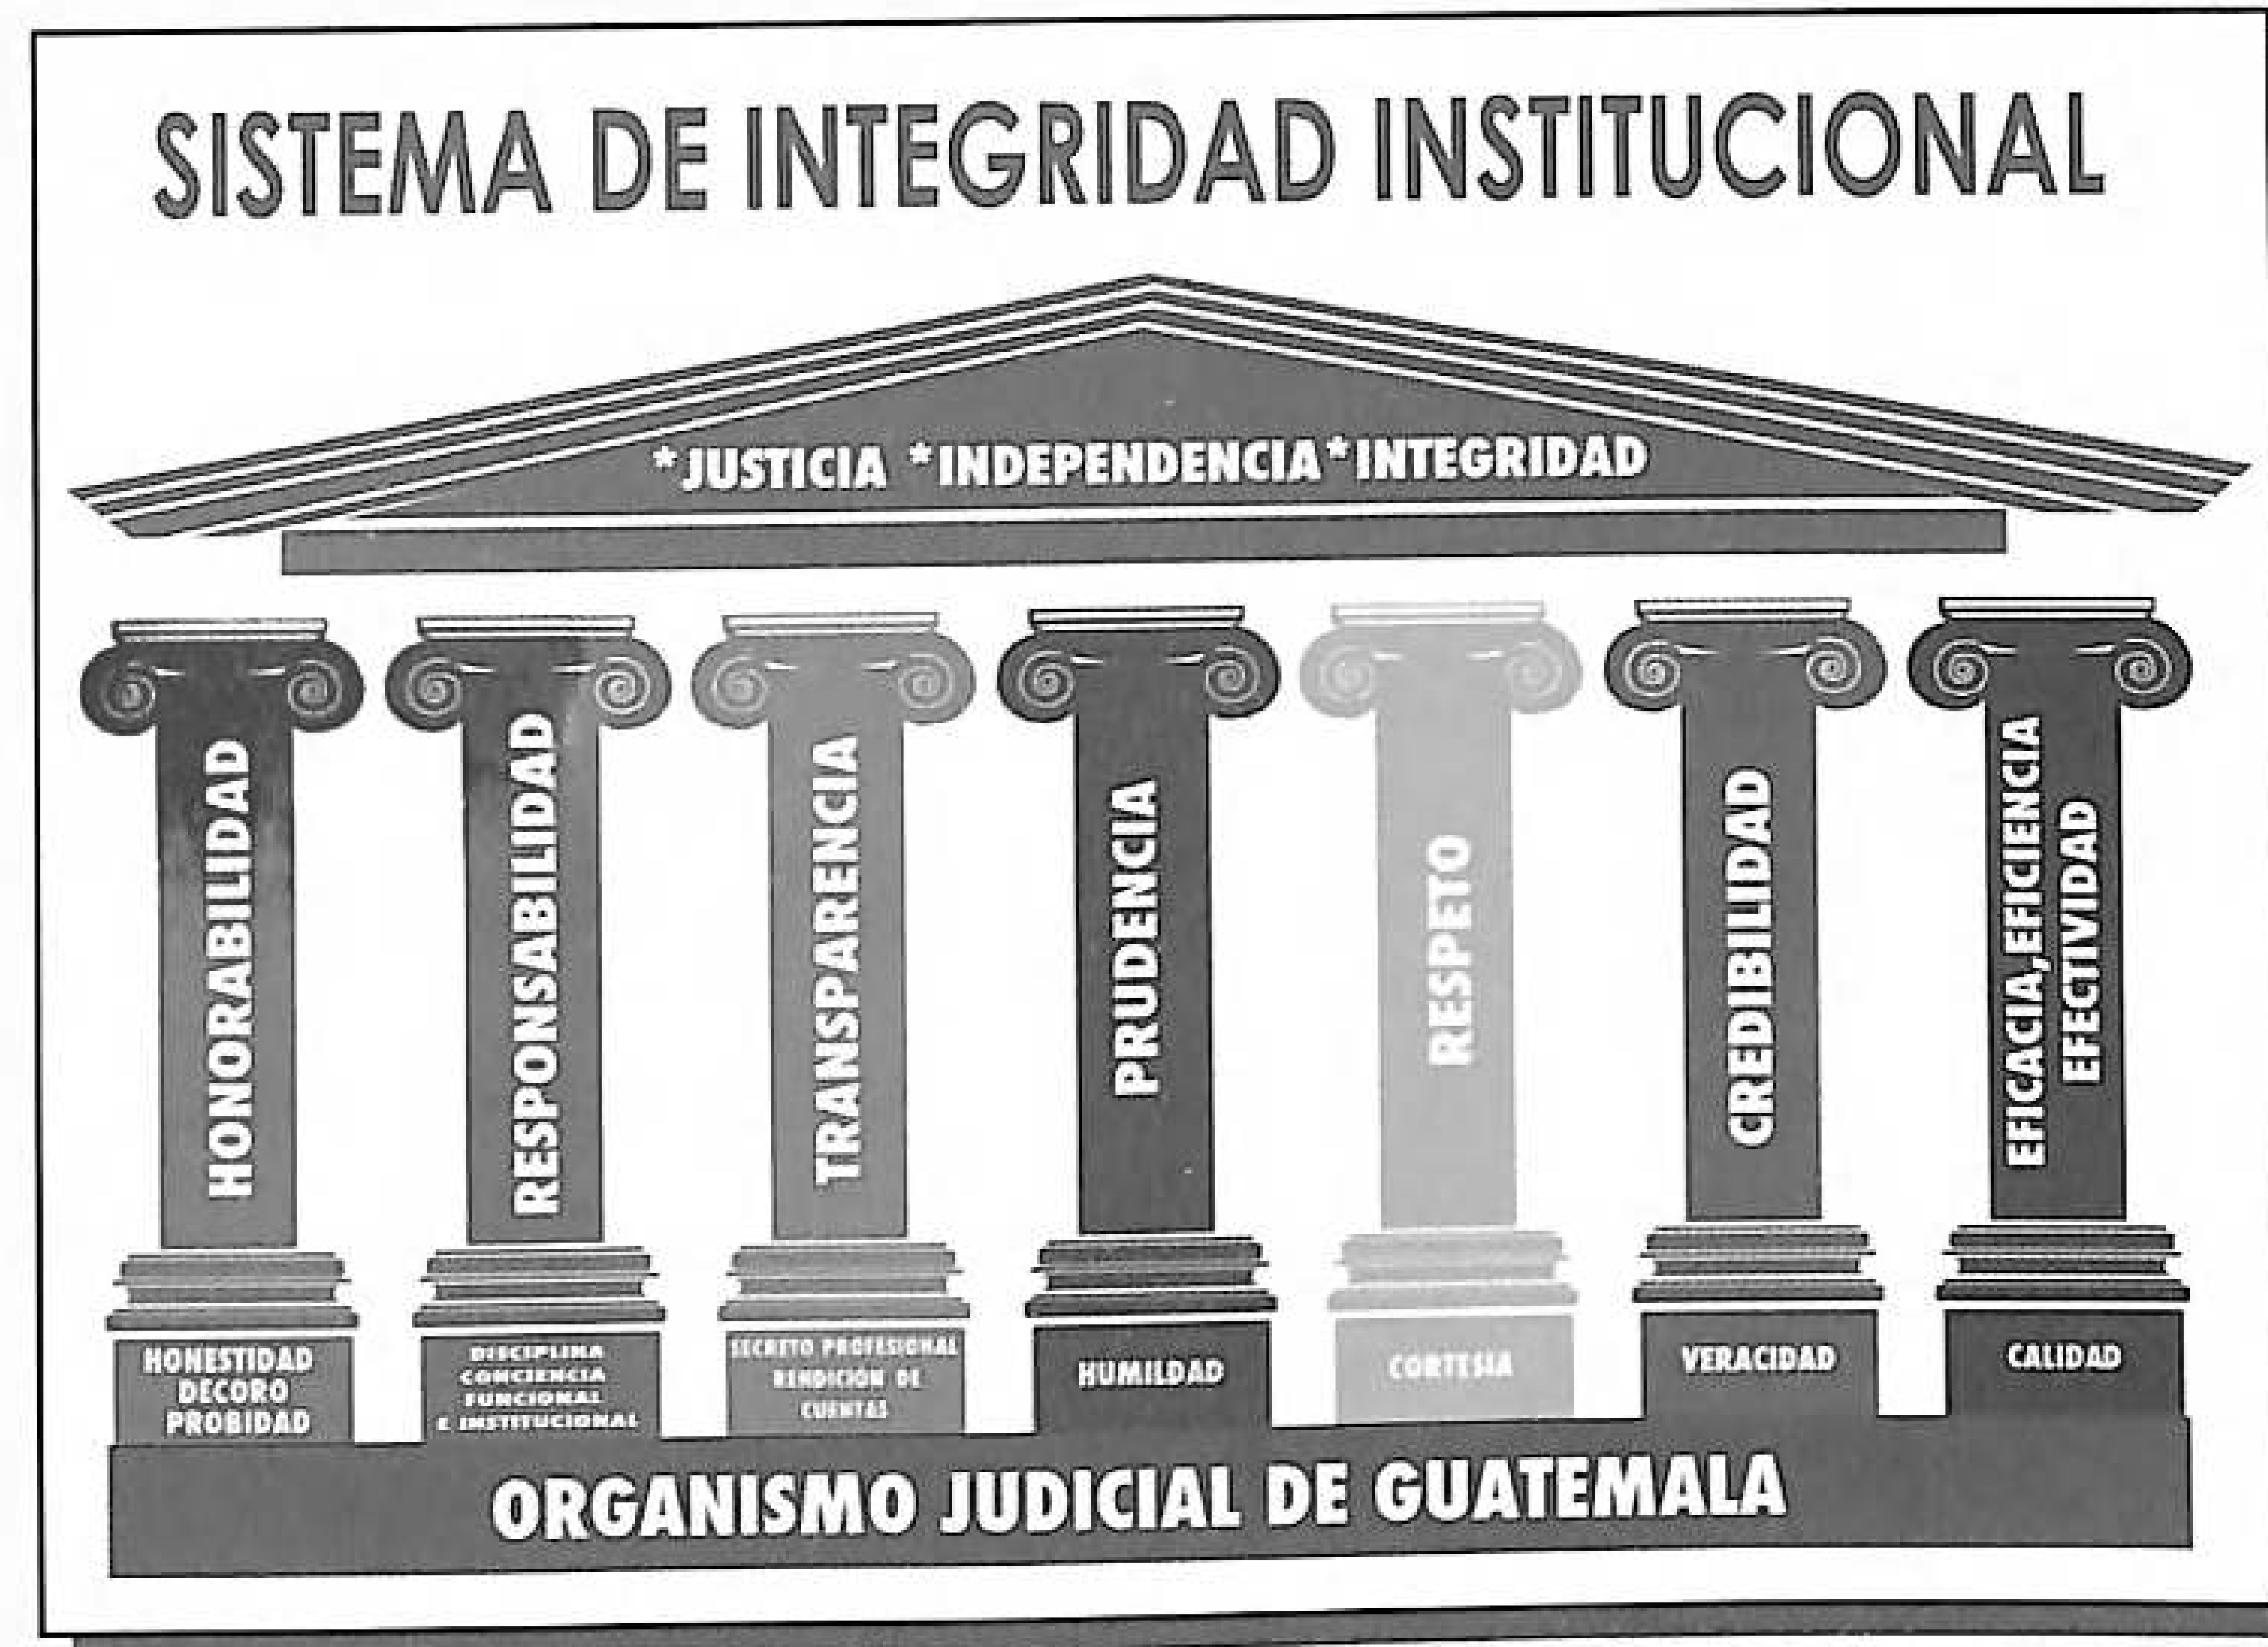 SISTEMA DE INTEGRIDAD INSTITUCIONAL
*JUSTICIA *INDEPENDENCIA*INTEGRIDAD
HONORABILIDAD
RESPONSABILIDAD
TRANSPARENCIA
PRUDENCIA
RESPETO
CREDIBILIDAD
EFICACIA,EFICIENCIA
EFECTIVIDAD
HONESTIDAD
DECORO
PROBIDAD
DISCIPLINA
CONCIENCIA
FUNCIONAL
E INSTITUCIONAL
SECRETO PROFESIONAL
RENDICION DE
CUENTAS
HUMILDAD
CORTESIA
VERACIDAD
CALIDAD
ORGANISMO JUDICIAL DE GUATEMALA